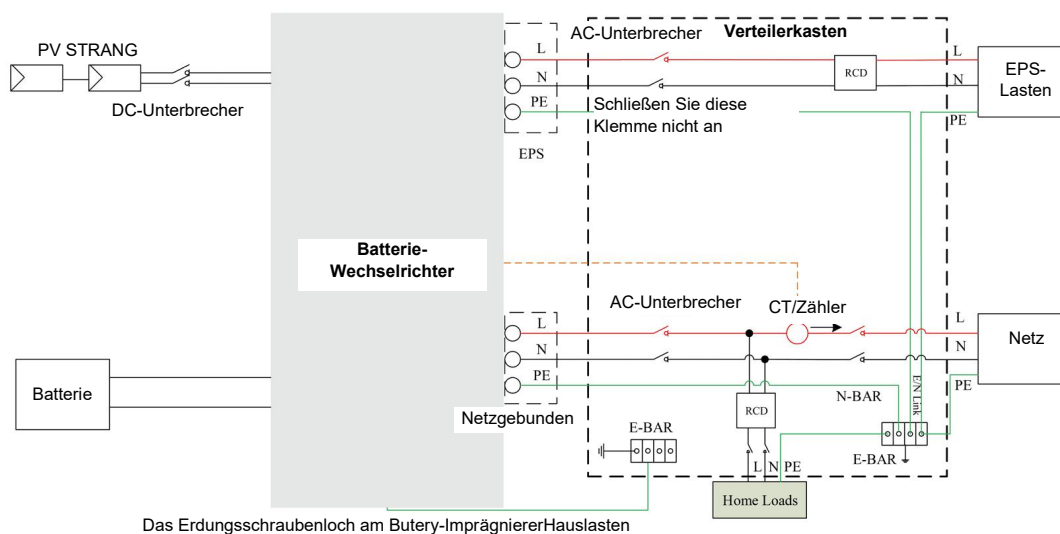 PV STRANG
DC-Unterbrecher
Batterie-
Wechselrichter
Batterie
L
N
PE
EPS
AC-Unterbrecher
Verteilerkasten
RCD
Schließen Sie diese
Klemme nicht an
L
N
PE
EPS-
Lasten
L
N
PE
Netzgebunden
AC-Unterbrecher
CT/Zähler
L
N
PE
Netz
N-BAR
E/N Link
RCD
E-BAR
E-BAR
L N PE
Home Loads
Das Erdungsschraubenloch am Butery-ImprägniererHauslasten